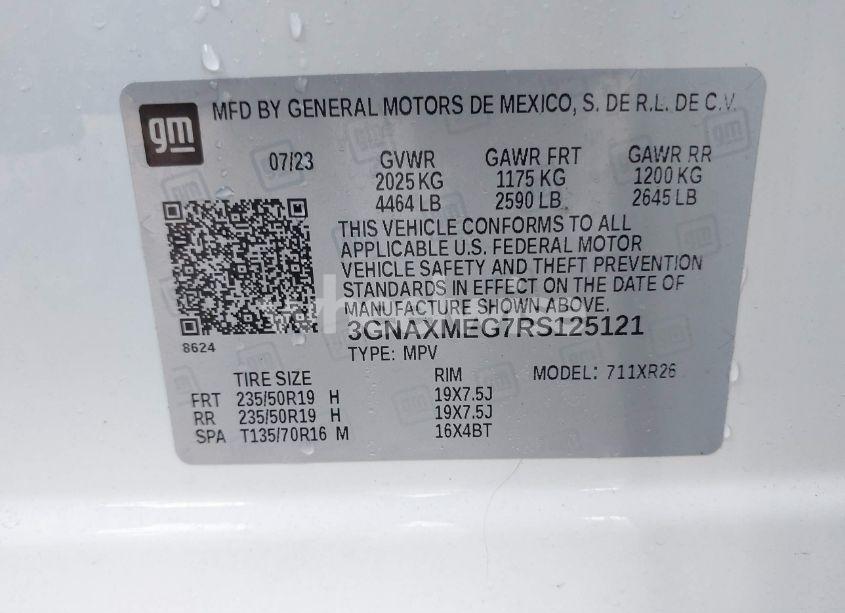 gm
MFD BY GENERAL MOTORS DE MEXICO, S. DE R.L. DE C.V.
07/23 GVWR GAWR FRT GAWR RR
2025 KG 1175 KG 1200 KG
4464 LB 2590 LB 2645 LB
THIS VEHICLE CONFORMS TO ALL
APPLICABLE U.S. FEDERAL MOTOR
VEHICLE SAFETY AND THEFT PREVENTION
STANDARDS IN EFFECT ON THE DATE OF
MANUFACTURE SHOWN ABOVE.
3GNAXMEG7RS125121
8624
TYPE: MPV
TIRE SIZE RIM MODEL: 711XR26
FRT 235/50R19 H 19X7.5J
RR 235/50R19 H 19X7.5J
SPA T135/70R16 M 16X4BT